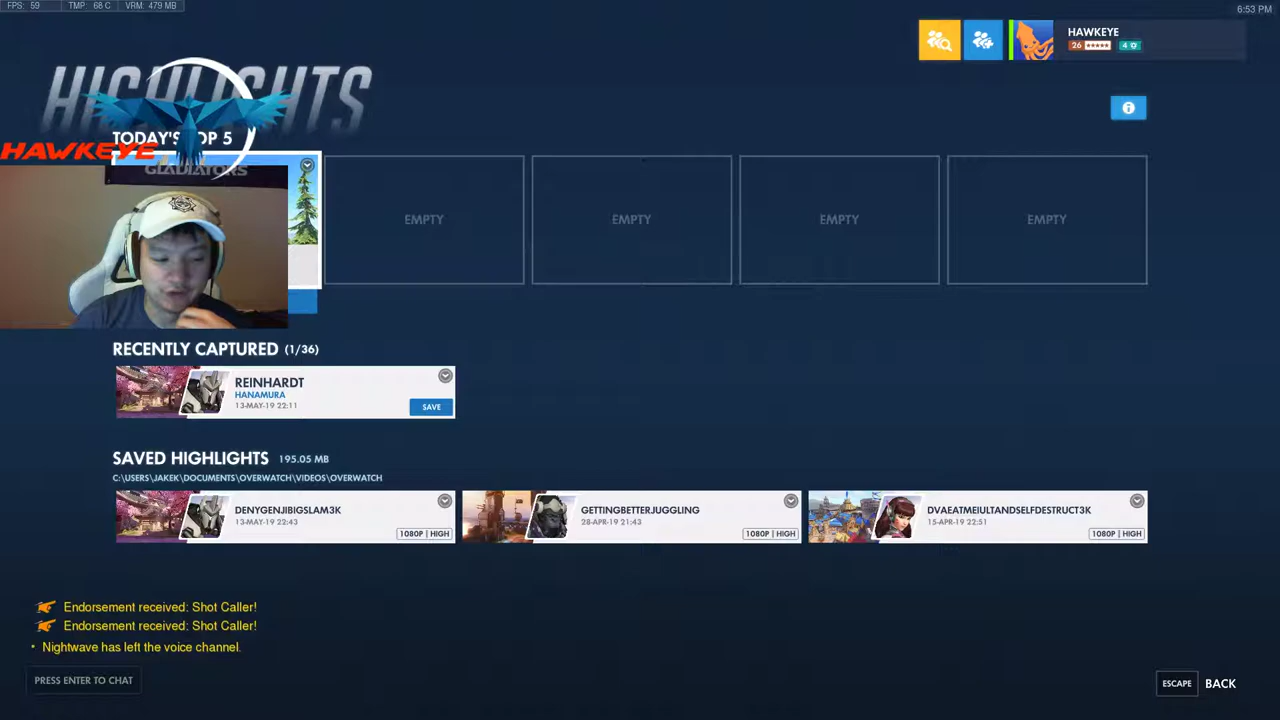 FPS: 59 TMP: 68 C VRM: 479 MB
6:53 PM
HAWKEYE
26 4
HIGHLIGHTS
TODAY'S TOP 5
HAWKEYE
GLADIATORS
EMPTY EMPTY EMPTY EMPTY
RECENTLY CAPTURED (1/36)
REINHARDT
HANAMURA
13-MAY-19 22:11
SAVE
SAVED HIGHLIGHTS 195.05 MB
C:\USERS\JAKEK\DOCUMENTS\OVERWATCH\VIDEOS\OVERWATCH
DENYGENJIBIGSLAM3K
13-MAY-19 22:43
1080P | HIGH
GETTINGBETTERJUGGLING
28-APR-19 21:43
1080P | HIGH
DVAEATMEIULTANDSELFDESTRUCT3K
15-APR-19 22:51
1080P | HIGH
Endorsement received: Shot Caller!
Endorsement received: Shot Caller!
• Nightwave has left the voice channel.
PRESS ENTER TO CHAT
ESCAPE BACK